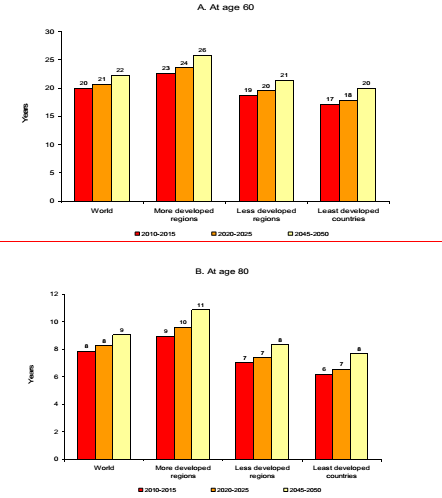 A. At age 60
30
25
20
15
10
5
0
Years
20 21 22
23 24 26
19 20 21
17 18 20
World
More developed
regions
Less developed
regions
Least developed
countries
2010-2015 2020-2025 2045-2050
B. At age 80
12
10
8
6
4
2
0
Years
8 8 9
9 10 11
7 7 8
6 7 8
World
More developed
regions
Less developed
regions
Least developed
countries
2010-2015 2020-2025 2045-2050